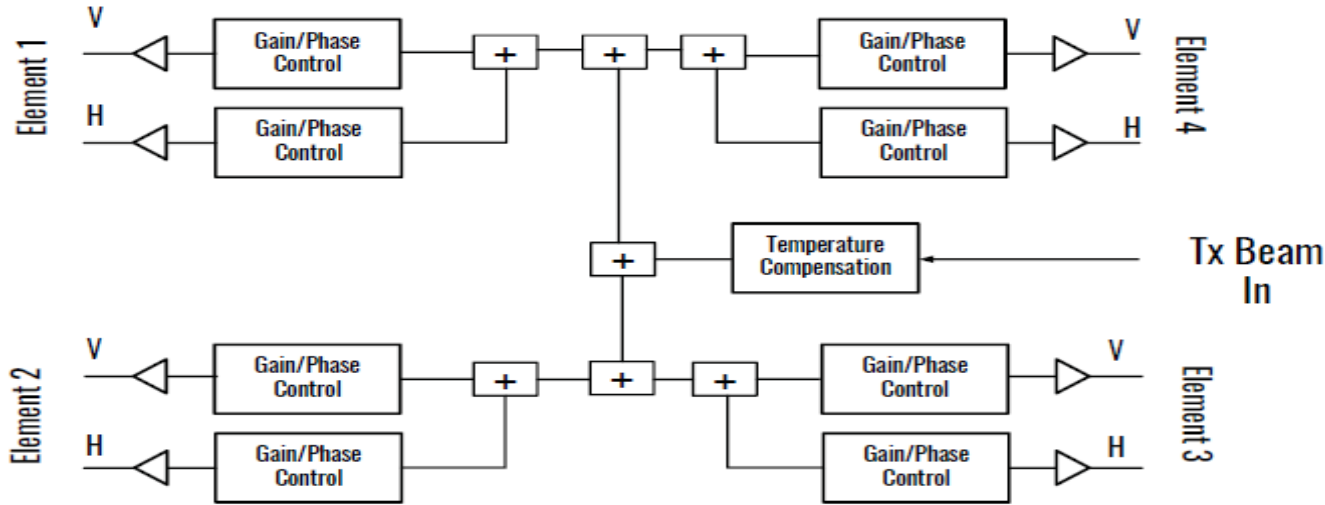 Element 1
V
Gain/Phase
Control
+
+
+
Gain/Phase
Control
V
Element 4
H
Gain/Phase
Control
Gain/Phase
Control
H
+
Temperature
Compensation
Tx Beam
In
Element 2
V
Gain/Phase
Control
+
+
+
Gain/Phase
Control
V
Element 3
H
Gain/Phase
Control
Gain/Phase
Control
H